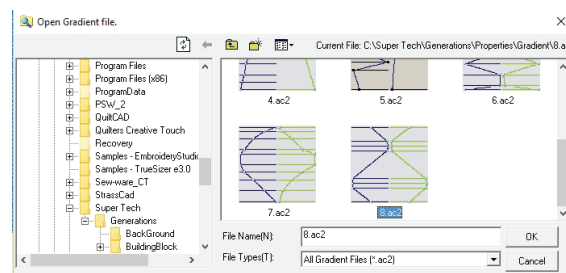 Open Gradient file.
Current File: C:\Super Tech\Generations\Properties\Gradient\8.a
Program Files
Program Files (x86)
ProgramData
PSW_2
QuiltCAD
Quilters Creative Touch
Recovery
Samples - EmbroideryStudio
Samples - TrueSizer e3.0
Sew-ware_CT
StrassCad
Super Tech
Generations
BackGround
BuildingBlock
4.ac2
5.ac2
6.ac2
7.ac2
8.ac2
File Name(N):
8.ac2
OK
File Types(T):
All Gradient Files (*.ac2)
Cancel